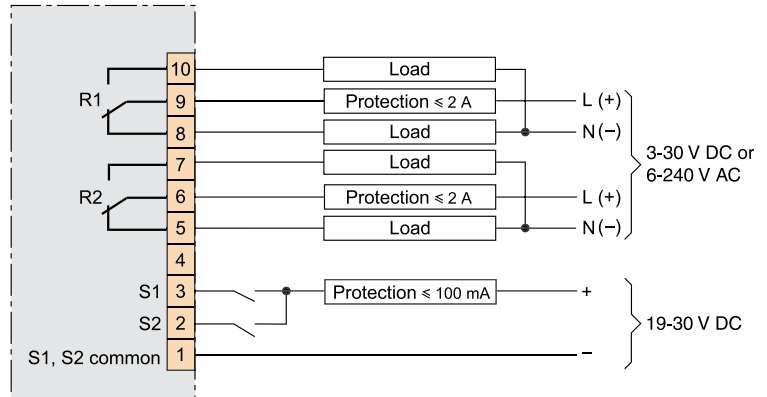 10 Load
R1 9 Protection ⩽ 2 A L (+)
8 Load N (−)
7 Load
3-30 V DC or
6-240 V AC
R2 6 Protection ⩽ 2 A L (+)
5 Load N (−)
4
S1 3 Protection ⩽ 100 mA +
S2 2
19-30 V DC
S1, S2 common 1 −